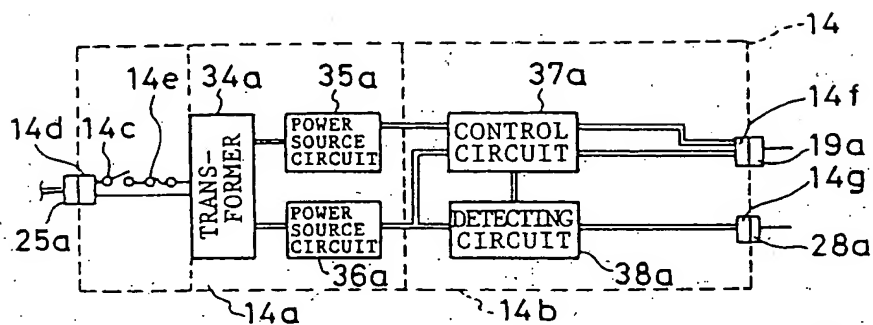 14
34a
35a
37a
14e
14f
14d
14c
POWER
SOURCE
CIRCUIT
CONTROL
CIRCUIT
19a
TRANS-
FORMER
14g
POWER
SOURCE
CIRCUIT
DETECTING
CIRCUIT
25a
28a
36a
38a
14a
14b